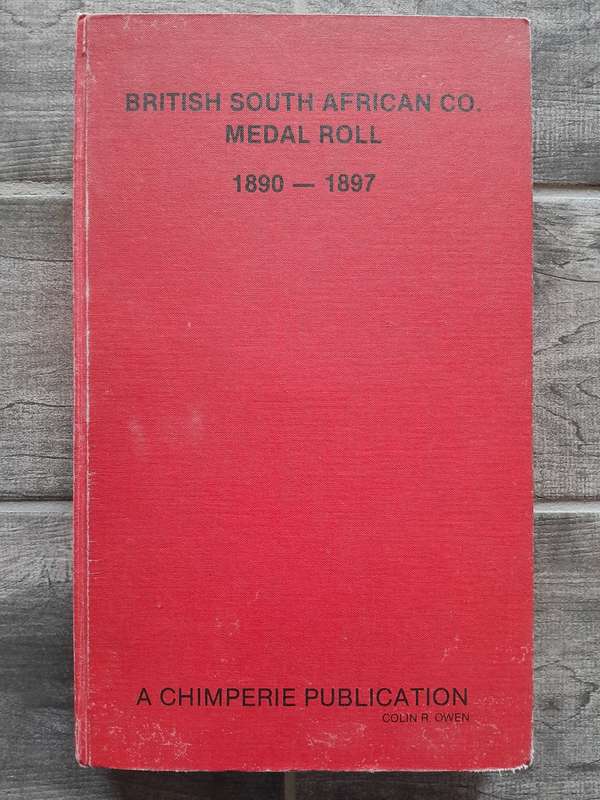 BRITISH SOUTH AFRICAN CO.
MEDAL ROLL
1890 — 1897
A CHIMPERIE PUBLICATION
COLIN R. OWEN